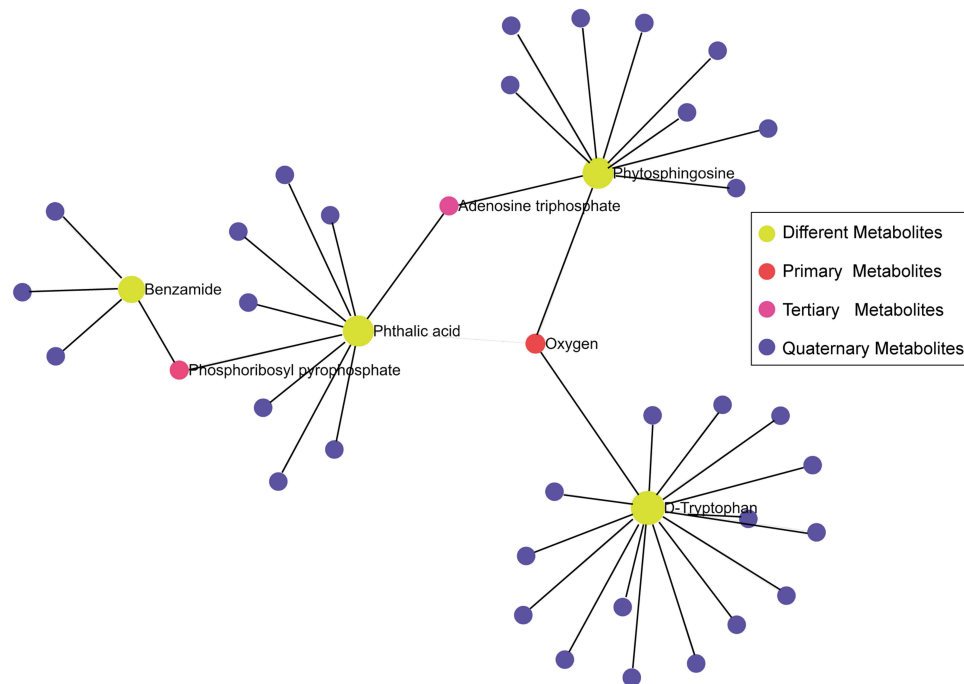 Phytosphingosine
Adenosine triphosphate
Different Metabolites
Primary Metabolites
Tertiary Metabolites
Quaternary Metabolites
Benzamide
Phthalic acid
Oxygen
Phosphoribosyl pyrophosphate
D-Tryptophan